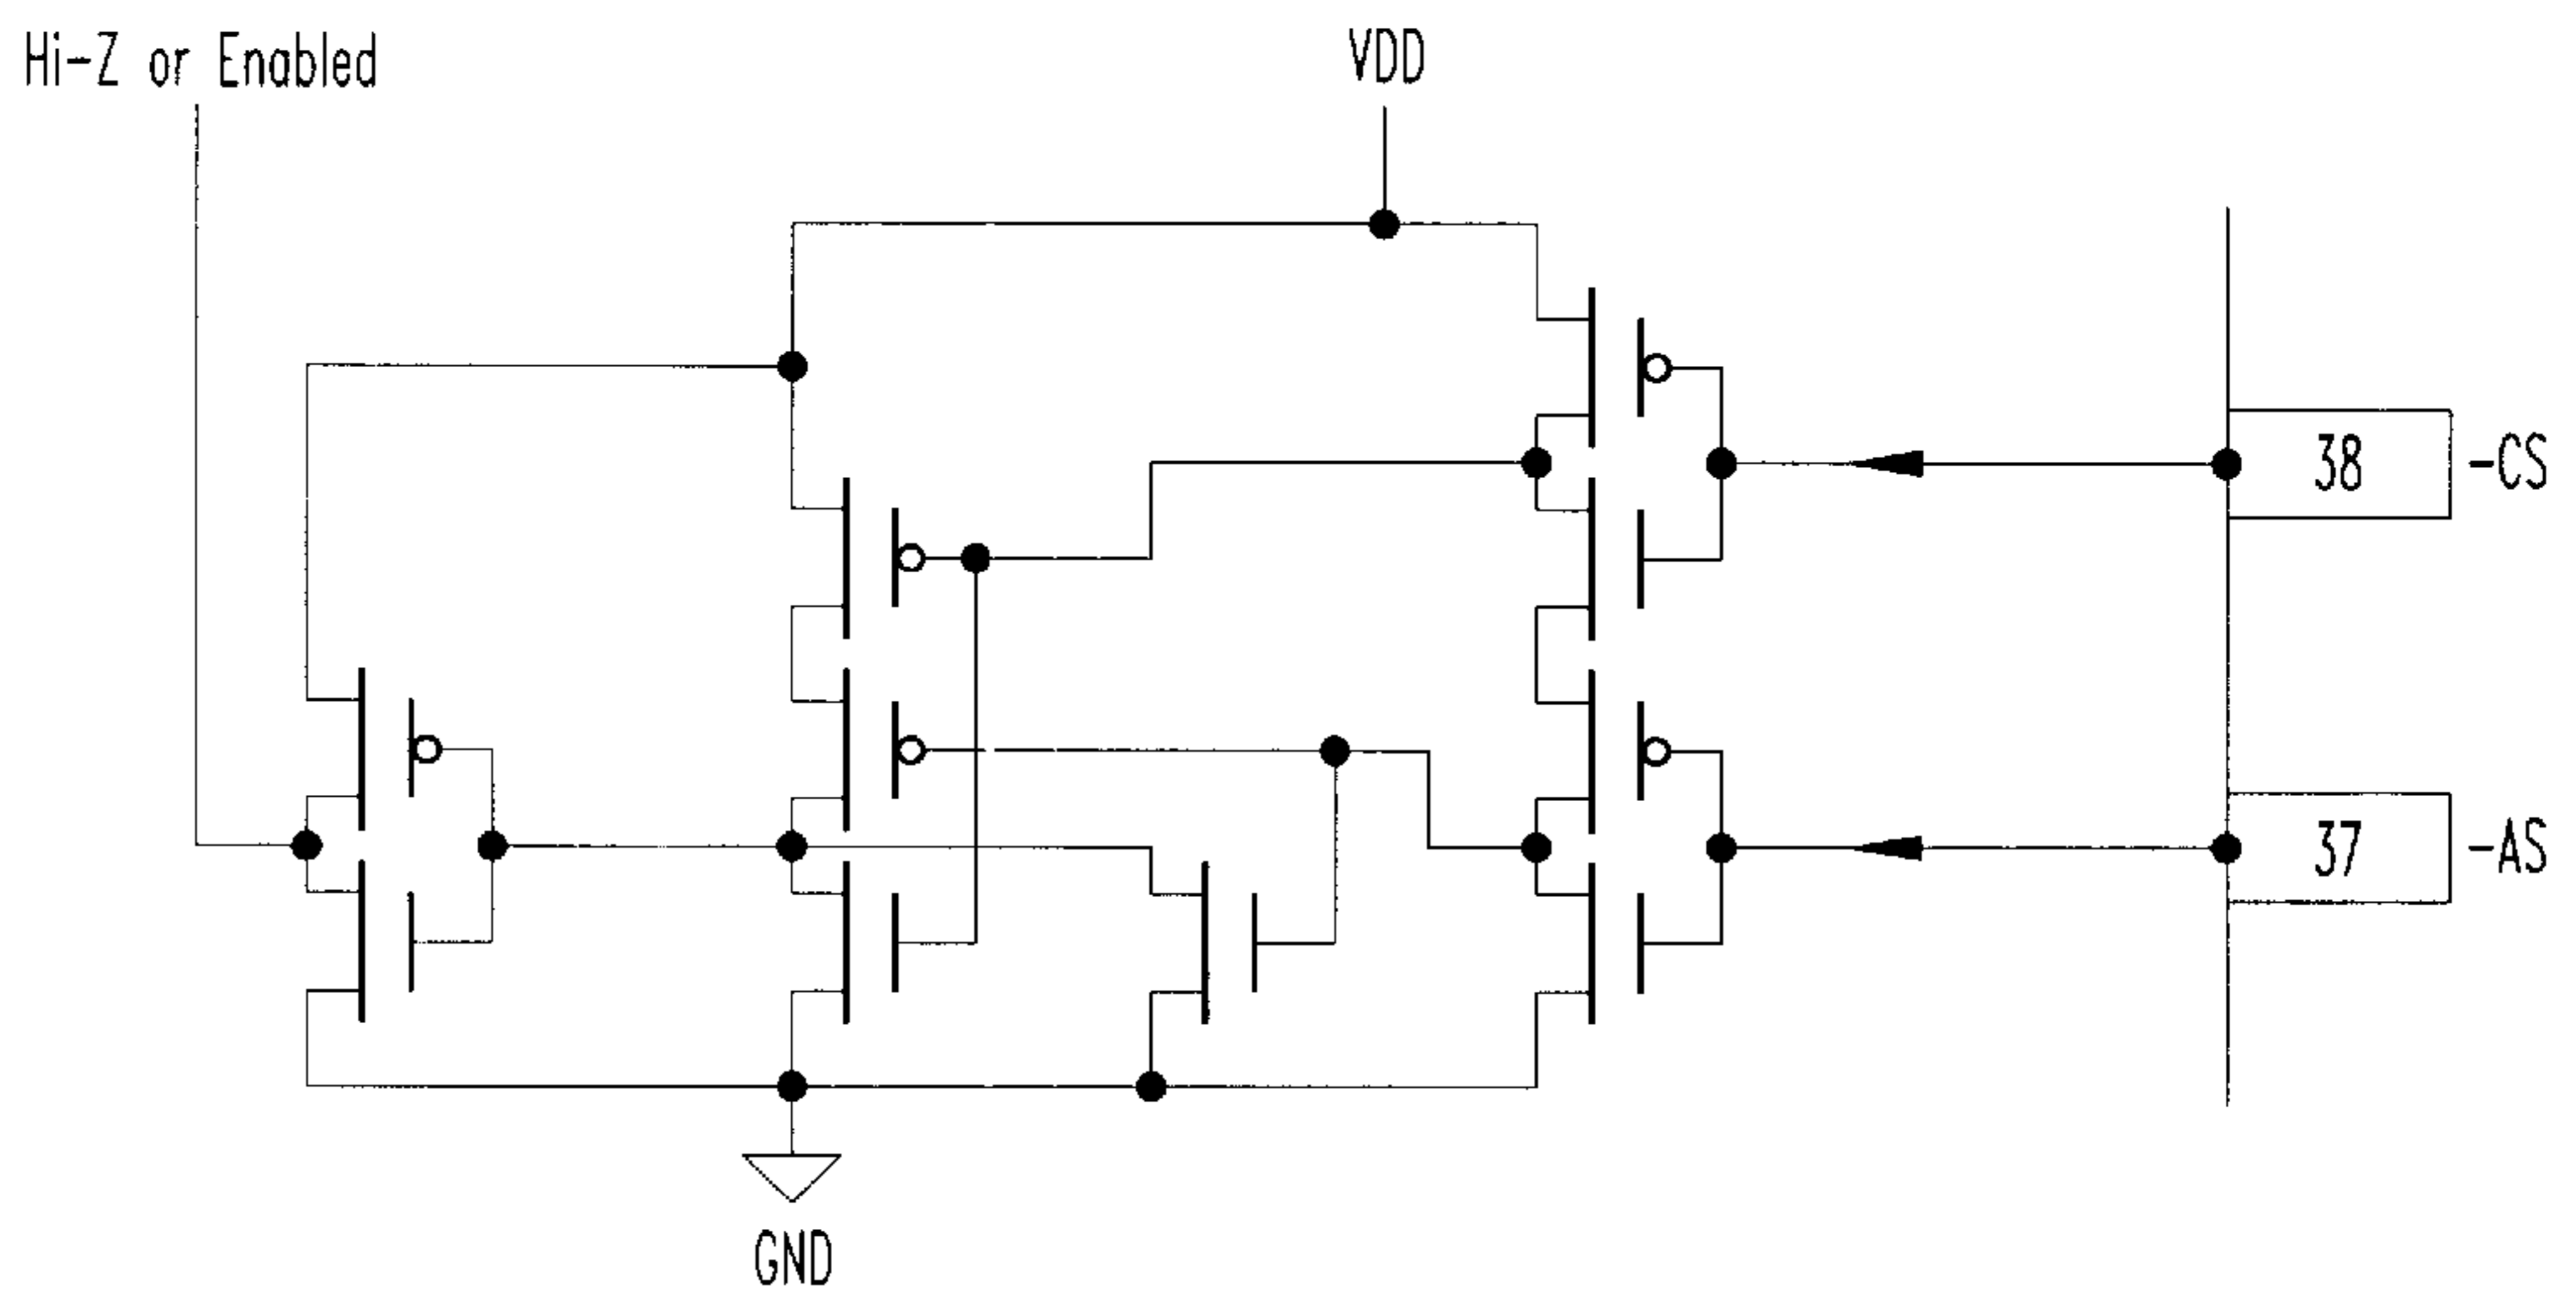 Hi-Z or Enabled
VDD
38 -CS
37 -AS
GND